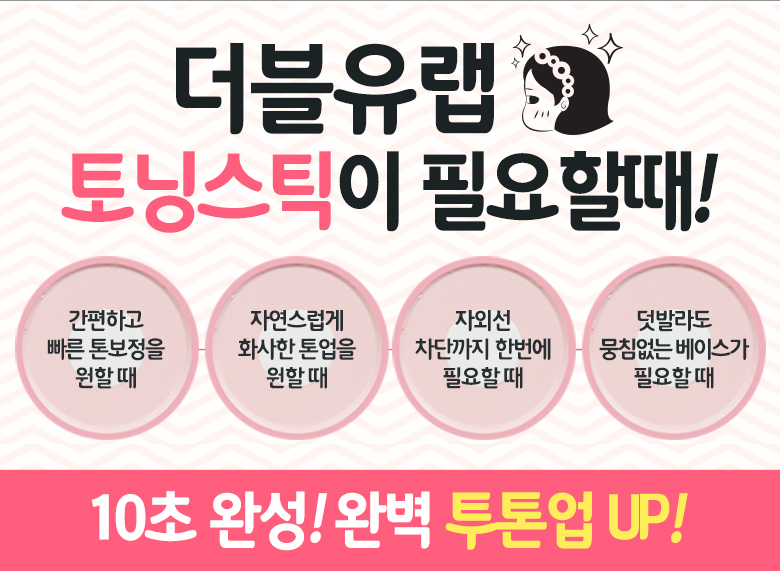 더블유랩
토닝스틱이 필요할때!
간편하고
빠른 톤보정을
원할 때
자연스럽게
화사한 톤업을
원할 때
자외선
차단까지 한번에
필요할 때
덧발라도
뭉침없는 베이스가
필요할 때
10초 완성! 완벽 투톤업 UP!